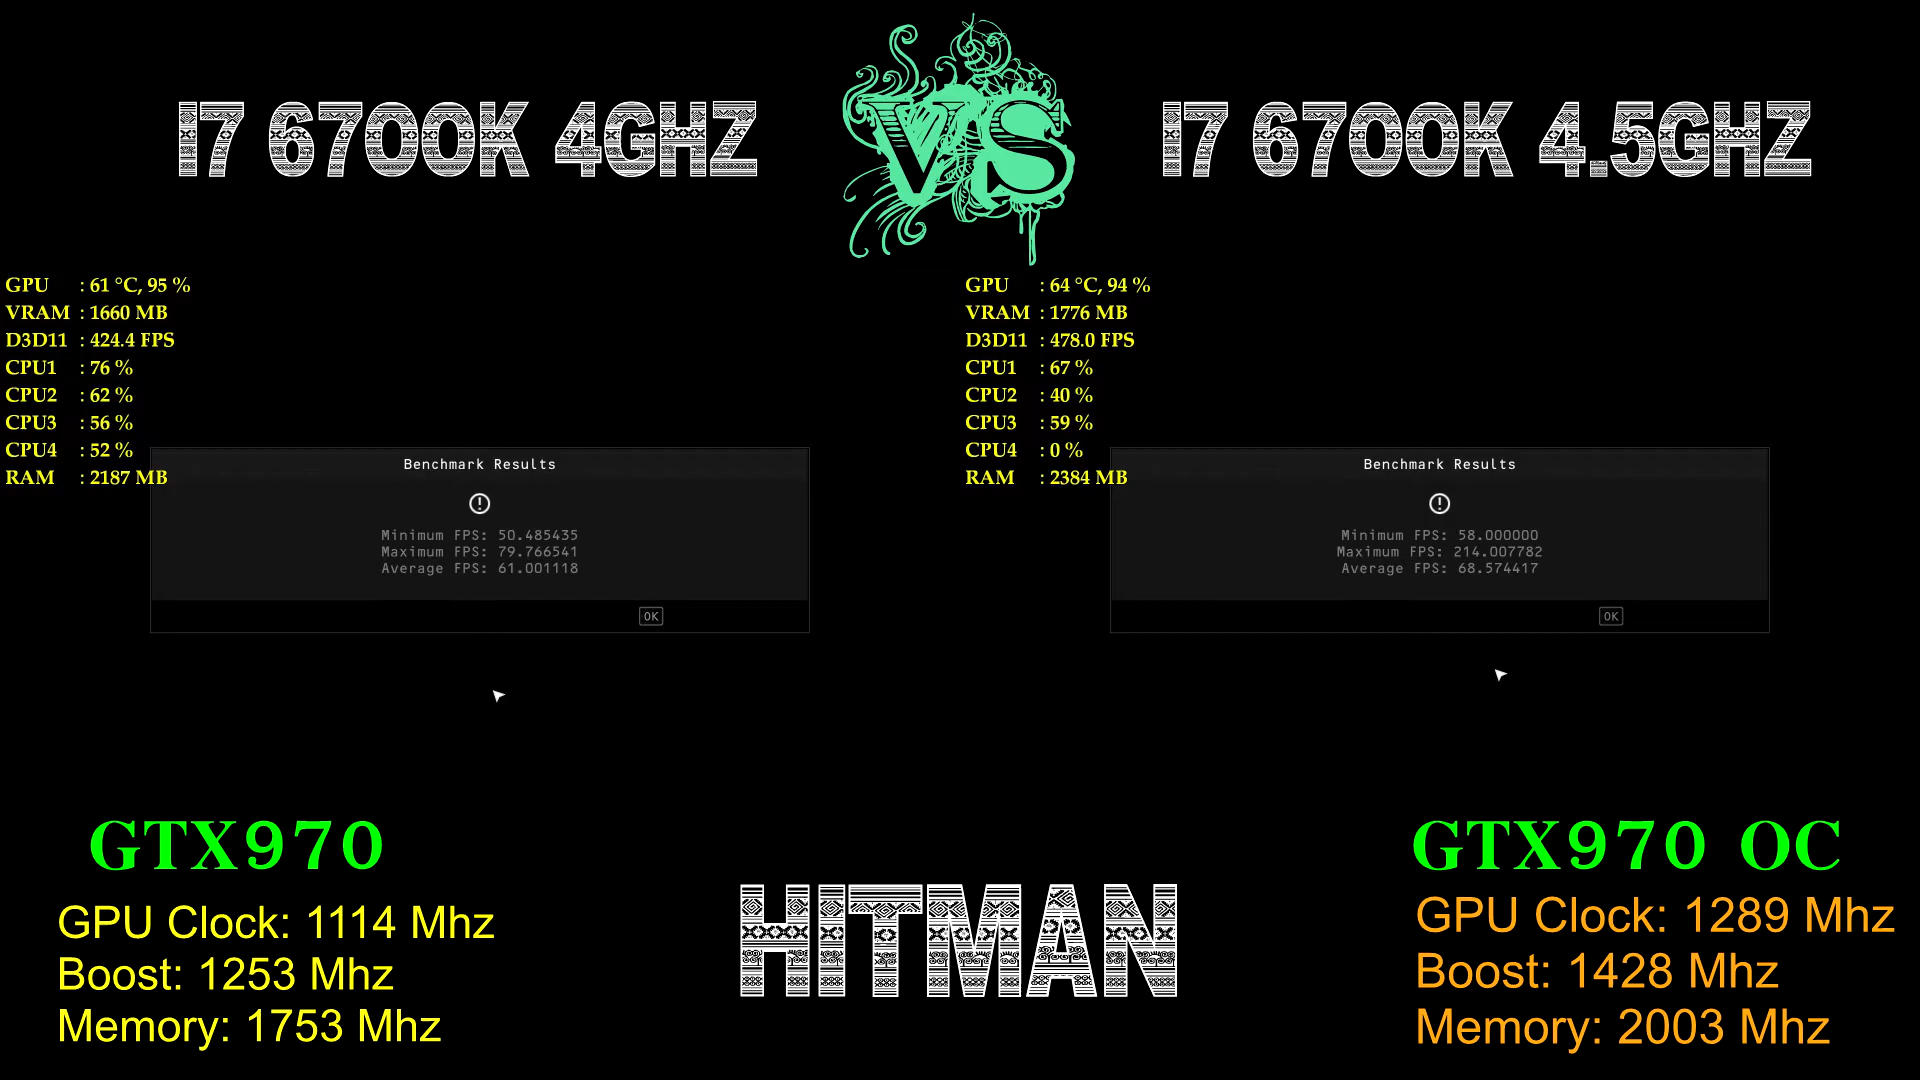 I7 6700K 4GHZ
VS
I7 6700K 4.5GHZ
GPU : 61 °C, 95 %
VRAM : 1660 MB
D3D11 : 424.4 FPS
CPU1 : 76 %
CPU2 : 62 %
CPU3 : 56 %
CPU4 : 52 %
RAM : 2187 MB
Benchmark Results
Minimum FPS: 50.485435
Maximum FPS: 79.766541
Average FPS: 61.001118
OK
GPU : 64 °C, 94 %
VRAM : 1776 MB
D3D11 : 478.0 FPS
CPU1 : 67 %
CPU2 : 40 %
CPU3 : 59 %
CPU4 : 0 %
RAM : 2384 MB
Benchmark Results
Minimum FPS: 58.000000
Maximum FPS: 214.007782
Average FPS: 68.574417
OK
GTX970
GPU Clock: 1114 Mhz
Boost: 1253 Mhz
Memory: 1753 Mhz
HITMAN
GTX970 OC
GPU Clock: 1289 Mhz
Boost: 1428 Mhz
Memory: 2003 Mhz